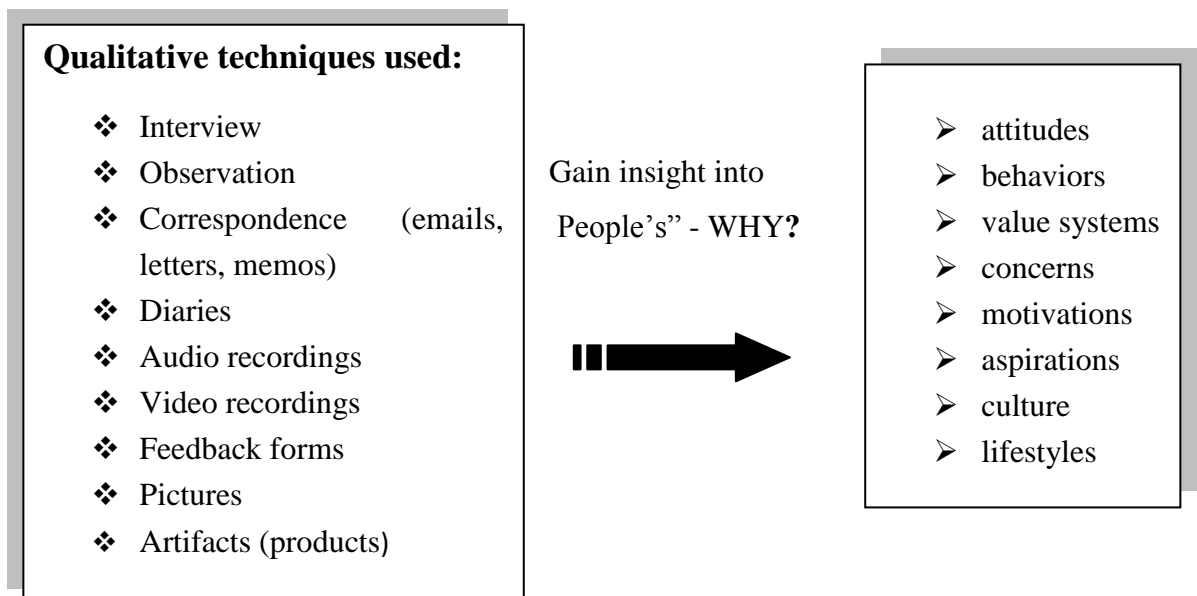 Qualitative techniques used:
❖ Interview
❖ Observation
❖ Correspondence (emails,
letters, memos)
❖ Diaries
❖ Audio recordings
❖ Video recordings
❖ Feedback forms
❖ Pictures
❖ Artifacts (products)
Gain insight into
People's” - WHY?
➢ attitudes
➢ behaviors
➢ value systems
➢ concerns
➢ motivations
➢ aspirations
➢ culture
➢ lifestyles